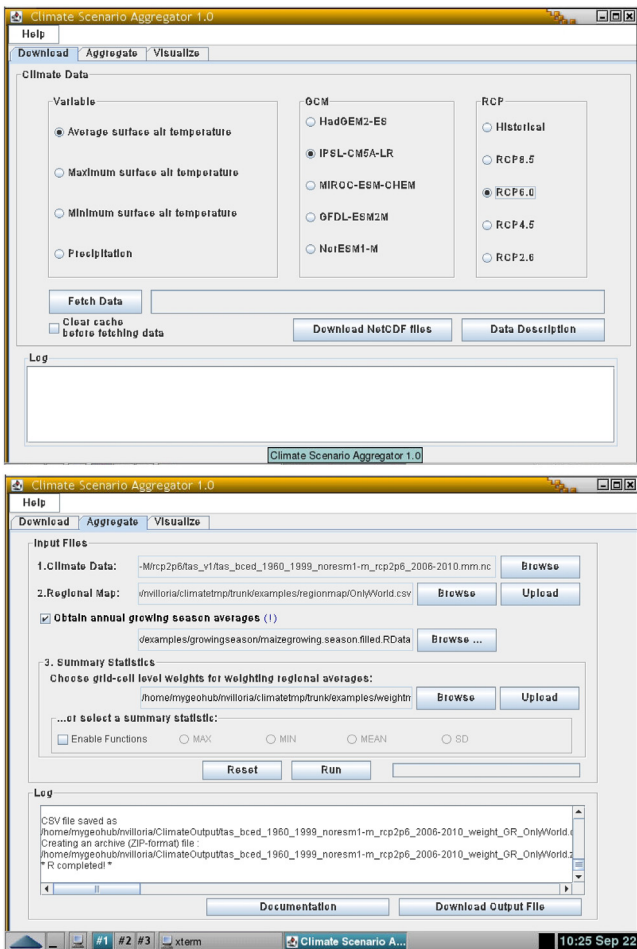 Climate Scenario Aggregator 1.0
Help
Download Aggregate Visualize
Climate Data
Variable
Average surface air temperature
Maximum surface air temperature
Minimum surface air temperature
Precipitation
GCM
HadGEM2-ES
IPSL-CM5A-LR
MIROC-ESM-CHEM
GFDL-ESM2M
NorESM1-M
RCP
Historical
RCP8.5
RCP6.0
RCP4.5
RCP2.6
Fetch Data
Clear cache
before fetching data
Download NetCDF files
Data Description
Log
Climate Scenario Aggregator 1.0
Climate Scenario Aggregator 1.0
Help
Download Aggregate Visualize
Input Files
1.Climate Data: -M/rcp2p6/tas_v1/tas_bced_1960_1999_noresm1-m_rcp2p6_2006-2010.mm.nc Browse
2.Regional Map: /nvilloria/climatetmp/trunk/examples/regionmap/OnlyWorld.csv Browse Upload
Obtain annual growing season averages (!)
/examples/growingseason/maizegrowing.season.filled.RData Browse ...
3. Summary Statistics
Choose grid-cell level weights for weighting regional averages:
/home/mygeohub/nvilloria/climatetmp/trunk/examples/weightm Browse Upload
...or select a summary statistic:
Enable Functions MAX MIN MEAN SD
Reset Run
Log
CSV file saved as
/home/mygeohub/nvilloria/ClimateOutput/tas_bced_1960_1999_noresm1-m_rcp2p6_2006-2010_weight_GR_OnlyWorld.
Creating an archive (ZIP-format) file :
/home/mygeohub/nvilloria/ClimateOutput/tas_bced_1960_1999_noresm1-m_rcp2p6_2006-2010_weight_GR_OnlyWorld.z
" R completed! "
Documentation
Download Output File
#1 #2 #3 xterm Climate Scenario A... 10:25 Sep 22